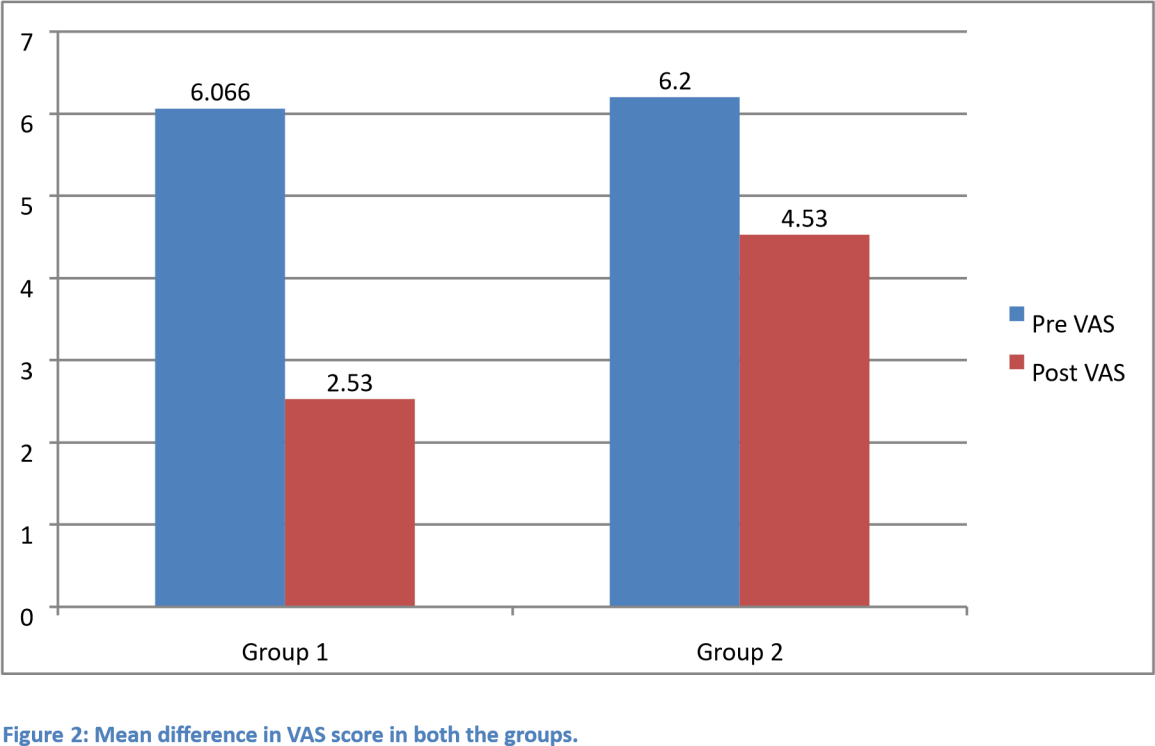 7
6
5
4
3
2
1
0
6.066
2.53
6.2
4.53
Group 1
Group 2
Pre VAS
Post VAS
Figure 2: Mean difference in VAS score in both the groups.